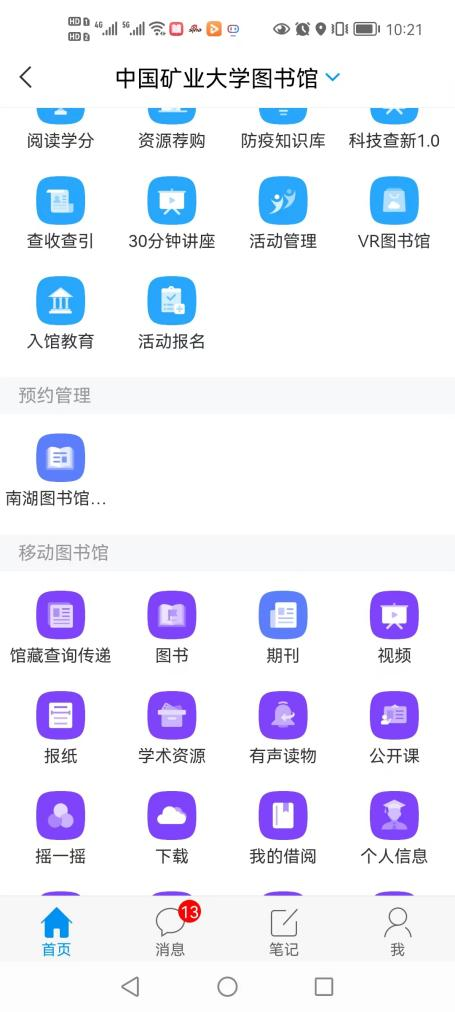 HD 1 4G 5G 10:21
HD 2
中国矿业大学图书馆
阅读学分 资源荐购 防疫知识库 科技查新1.0
查收查引 30分钟讲座 活动管理 VR图书馆
入馆教育 活动报名
预约管理
南湖图书馆...
移动图书馆
馆藏查询传递 图书 期刊 视频
报纸 学术资源 有声读物 公开课
摇一摇 下载 我的借阅 个人信息
13
首页 消息 笔记 我